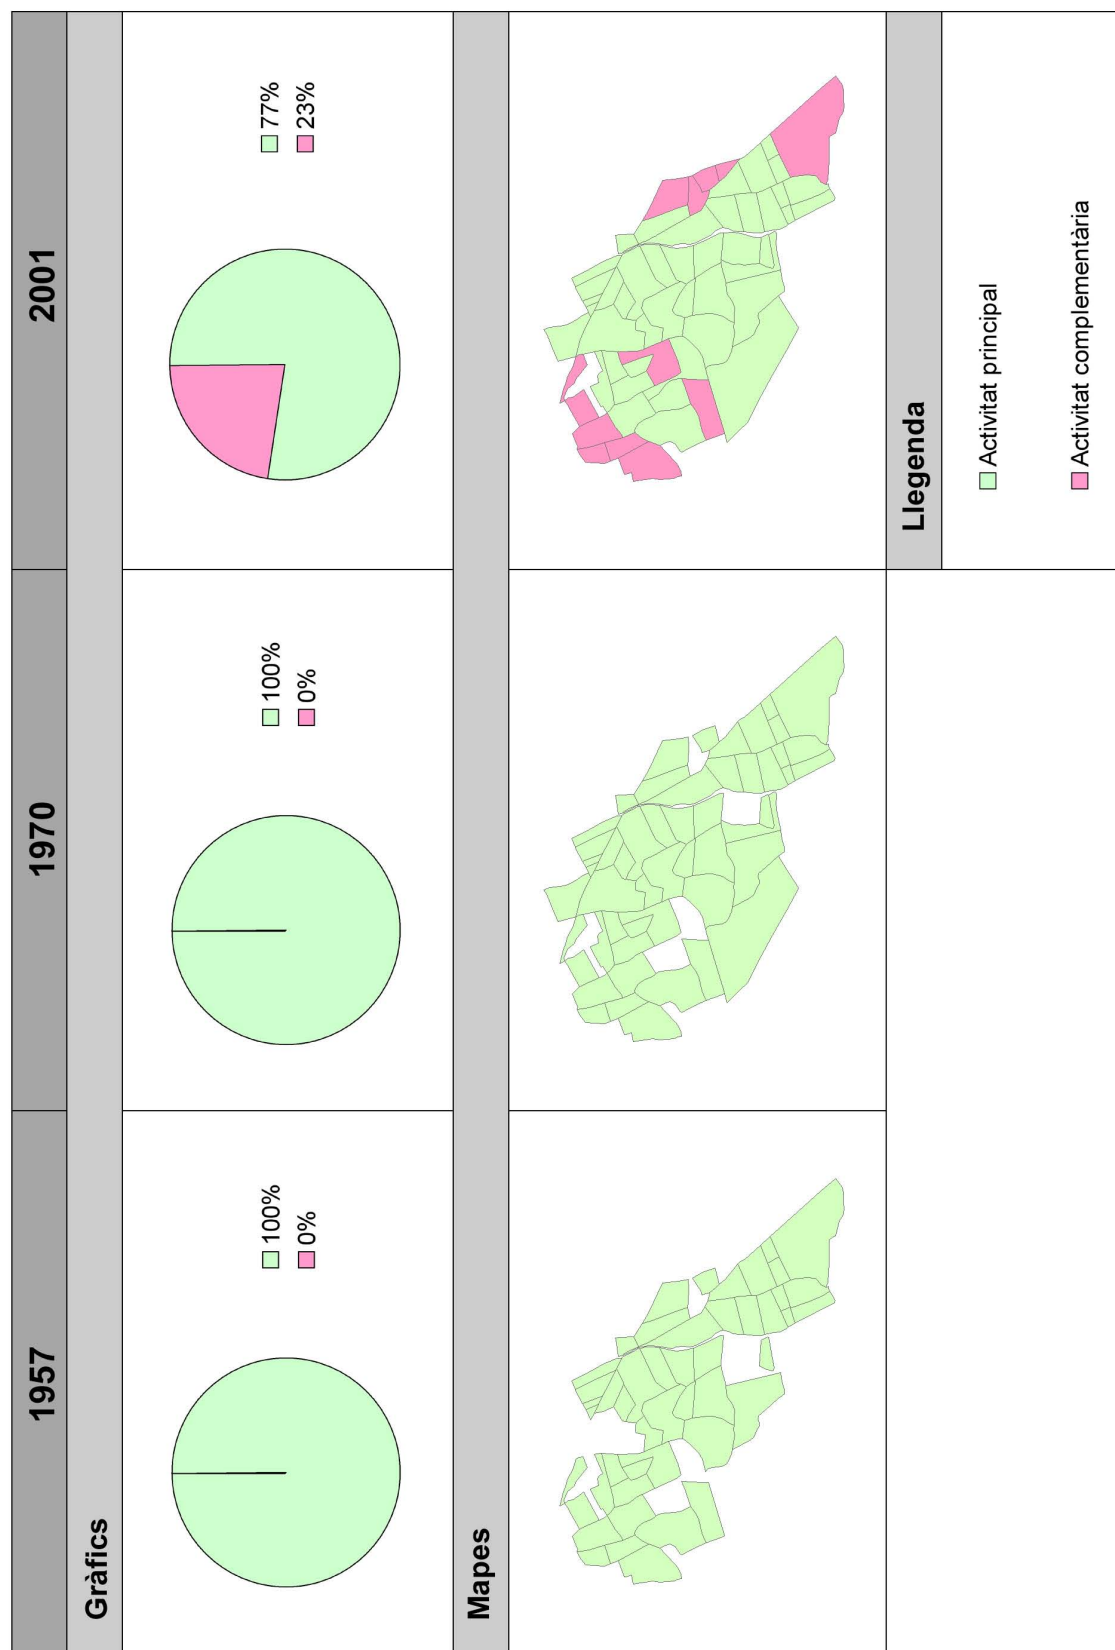 1957
1970
2001
Gràfics
100%
0%
100%
0%
77%
23%
Mapes
Llegenda
Activitat principal
Activitat complementària